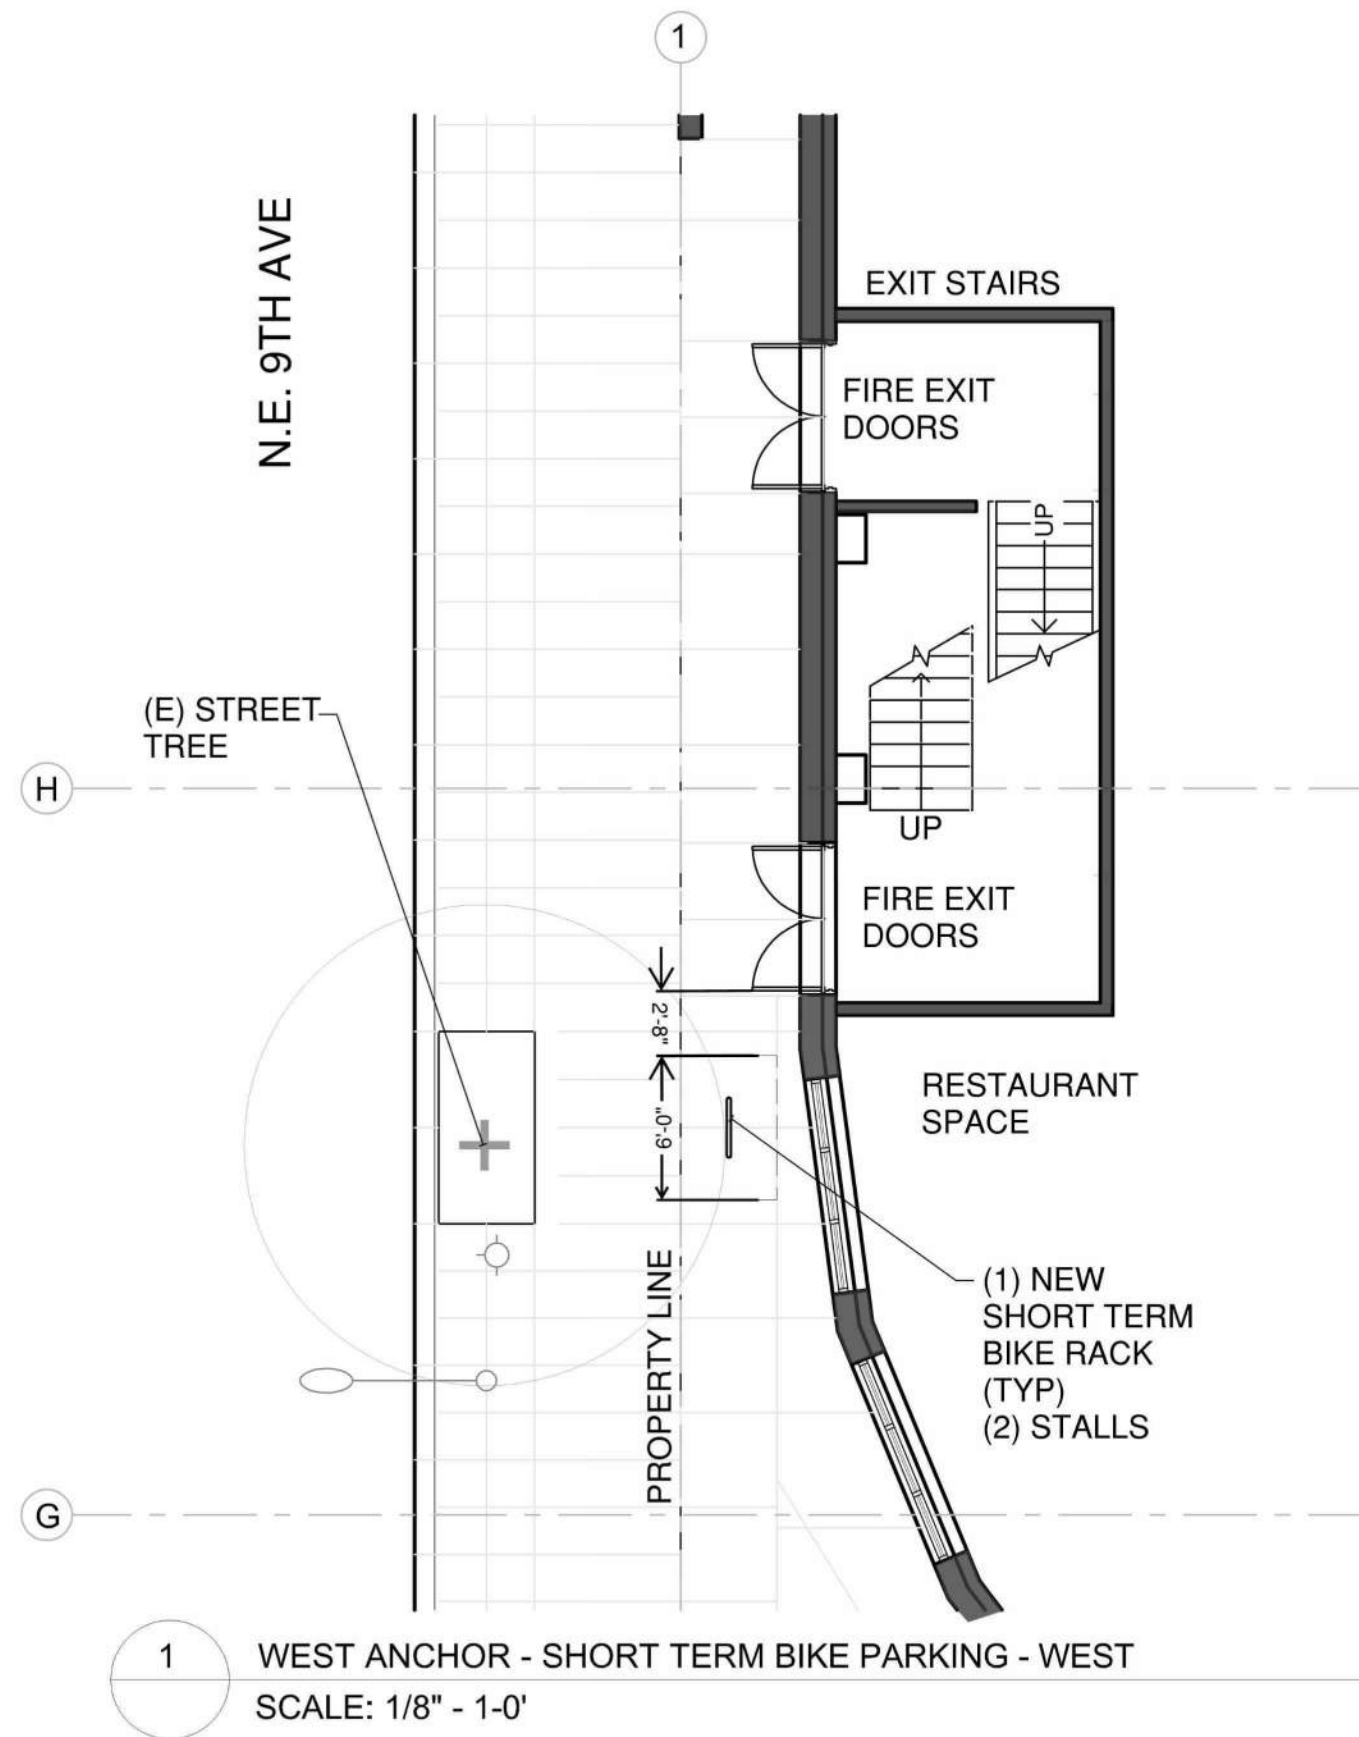 1
N.E. 9TH AVE
EXIT STAIRS
FIRE EXIT
DOORS
UP
(E) STREET
TREE
H
UP
FIRE EXIT
DOORS
2'-8"
6'-0"
RESTAURANT
SPACE
PROPERTY LINE
(1) NEW
SHORT TERM
BIKE RACK
(TYP)
(2) STALLS
G
1
WEST ANCHOR - SHORT TERM BIKE PARKING - WEST
SCALE: 1/8" - 1-0'